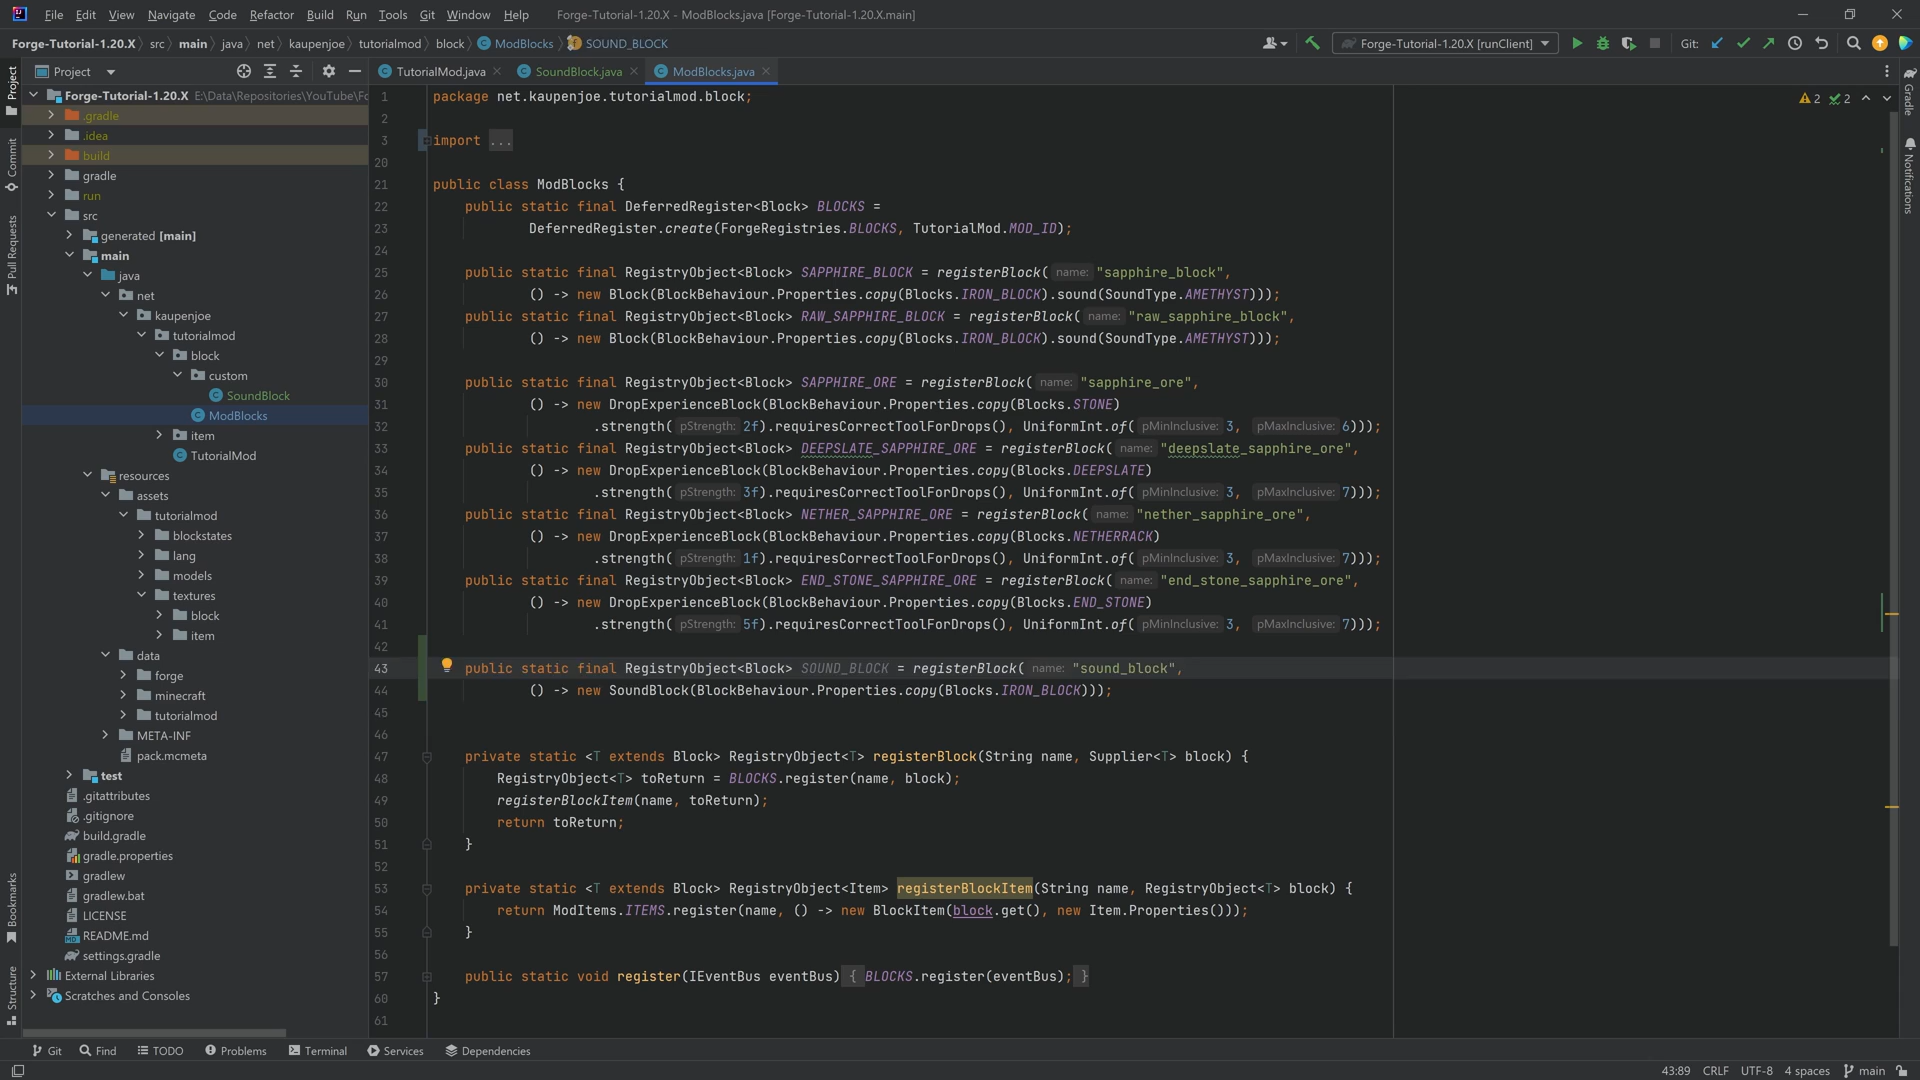 File Edit View Navigate Code Refactor Build Run Tools Git Window Help Forge-Tutorial-1.20.X - ModBlocks.java [Forge-Tutorial-1.20.X.main]
Forge-Tutorial-1.20.X src main java net kaupenjoe tutorialmod block ModBlocks SOUND_BLOCK Forge-Tutorial-1.20.X [runClient] Git:
Project TutorialMod.java SoundBlock.java ModBlocks.java
Project
Commit
Pull Requests
Bookmarks
Structure
Forge-Tutorial-1.20.X E:\Data\Repositories\YouTube\Fo
.gradle
.idea
build
gradle
run
src
generated [main]
main
java
net
kaupenjoe
tutorialmod
block
custom
SoundBlock
ModBlocks
item
TutorialMod
resources
assets
tutorialmod
blockstates
lang
models
textures
block
item
data
forge
minecraft
tutorialmod
META-INF
pack.mcmeta
test
.gitattributes
.gitignore
build.gradle
gradle.properties
gradlew
gradlew.bat
LICENSE
README.md
settings.gradle
External Libraries
Scratches and Consoles
2 2
1 package net.kaupenjoe.tutorialmod.block;
2
3 import ...
20
21 public class ModBlocks {
22 public static final DeferredRegister<Block> BLOCKS =
23 DeferredRegister.create(ForgeRegistries.BLOCKS, TutorialMod.MOD_ID);
24
25 public static final RegistryObject<Block> SAPPHIRE_BLOCK = registerBlock( name: "sapphire_block",
26 () -> new Block(BlockBehaviour.Properties.copy(Blocks.IRON_BLOCK).sound(SoundType.AMETHYST)));
27 public static final RegistryObject<Block> RAW_SAPPHIRE_BLOCK = registerBlock( name: "raw_sapphire_block",
28 () -> new Block(BlockBehaviour.Properties.copy(Blocks.IRON_BLOCK).sound(SoundType.AMETHYST)));
29
30 public static final RegistryObject<Block> SAPPHIRE_ORE = registerBlock( name: "sapphire_ore",
31 () -> new DropExperienceBlock(BlockBehaviour.Properties.copy(Blocks.STONE)
32 .strength( pStrength: 2f).requiresCorrectToolForDrops(), UniformInt.of( pMinInclusive: 3, pMaxInclusive: 6)));
33 public static final RegistryObject<Block> DEEPSLATE_SAPPHIRE_ORE = registerBlock( name: "deepslate_sapphire_ore",
34 () -> new DropExperienceBlock(BlockBehaviour.Properties.copy(Blocks.DEEPSLATE)
35 .strength( pStrength: 3f).requiresCorrectToolForDrops(), UniformInt.of( pMinInclusive: 3, pMaxInclusive: 7)));
36 public static final RegistryObject<Block> NETHER_SAPPHIRE_ORE = registerBlock( name: "nether_sapphire_ore",
37 () -> new DropExperienceBlock(BlockBehaviour.Properties.copy(Blocks.NETHERRACK)
38 .strength( pStrength: 1f).requiresCorrectToolForDrops(), UniformInt.of( pMinInclusive: 3, pMaxInclusive: 7)));
39 public static final RegistryObject<Block> END_STONE_SAPPHIRE_ORE = registerBlock( name: "end_stone_sapphire_ore",
40 () -> new DropExperienceBlock(BlockBehaviour.Properties.copy(Blocks.END_STONE)
41 .strength( pStrength: 5f).requiresCorrectToolForDrops(), UniformInt.of( pMinInclusive: 3, pMaxInclusive: 7)));
42
43 public static final RegistryObject<Block> SOUND_BLOCK = registerBlock( name: "sound_block",
44 () -> new SoundBlock(BlockBehaviour.Properties.copy(Blocks.IRON_BLOCK)));
45
46
47 private static <T extends Block> RegistryObject<T> registerBlock(String name, Supplier<T> block) {
48 RegistryObject<T> toReturn = BLOCKS.register(name, block);
49 registerBlockItem(name, toReturn);
50 return toReturn;
51 }
52
53 private static <T extends Block> RegistryObject<Item> registerBlockItem(String name, RegistryObject<T> block) {
54 return ModItems.ITEMS.register(name, () -> new BlockItem(block.get(), new Item.Properties()));
55 }
56
57 public static void register(IEventBus eventBus) { BLOCKS.register(eventBus); }
60 }
61
Gradle
Notifications
Git Find TODO Problems Terminal Services Dependencies
43:89 CRLF UTF-8 4 spaces main